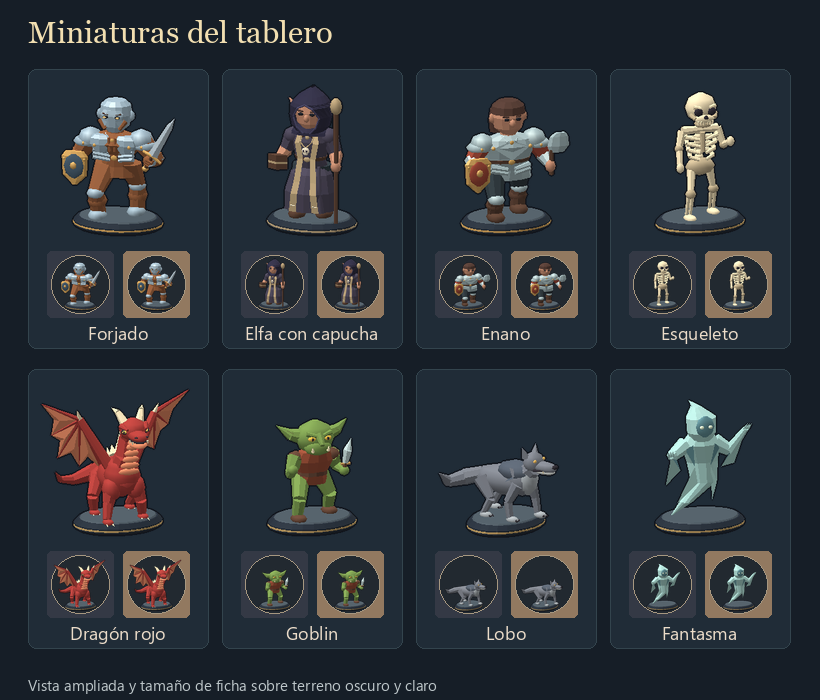 Miniaturas del tablero
Forjado
Elfa con capucha
Enano
Esqueleto
Dragón rojo
Goblin
Lobo
Fantasma
Vista ampliada y tamaño de ficha sobre terreno oscuro y claro